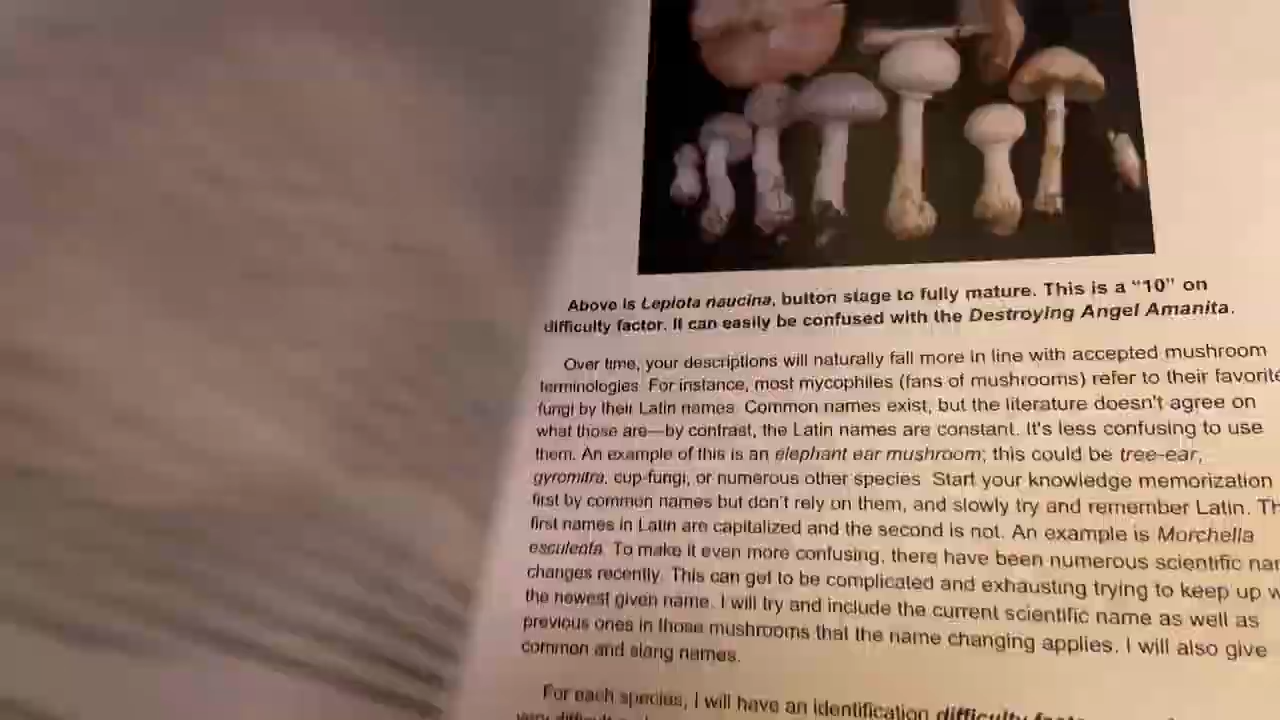 Above is Lepiota naucina, button stage to fully mature. This is a “10” on
difficulty factor. It can easily be confused with the Destroying Angel Amanita.
Over time, your descriptions will naturally fall more in line with accepted mushroom
terminologies. For instance, most mycophiles (fans of mushrooms) refer to their favorite
fungi by their Latin names. Common names exist, but the literature doesn't agree on
what those are—by contrast, the Latin names are constant. It's less confusing to use
them. An example of this is an elephant ear mushroom; this could be tree-ear,
gyromitra, cup-fungi, or numerous other species. Start your knowledge memorization
first by common names but don't rely on them, and slowly try and remember Latin.
first names in Latin are capitalized and the second is not. An example is Morchella
esculenta. To make it even more confusing, there have been numerous scientific
changes recently. This can get to be complicated and exhausting trying to keep up
the newest given name. I will try and include the current scientific name as well as
previous ones in those mushrooms that the name changing applies. I will also give
common and slang names.
For each species, I will have an identification difficulty